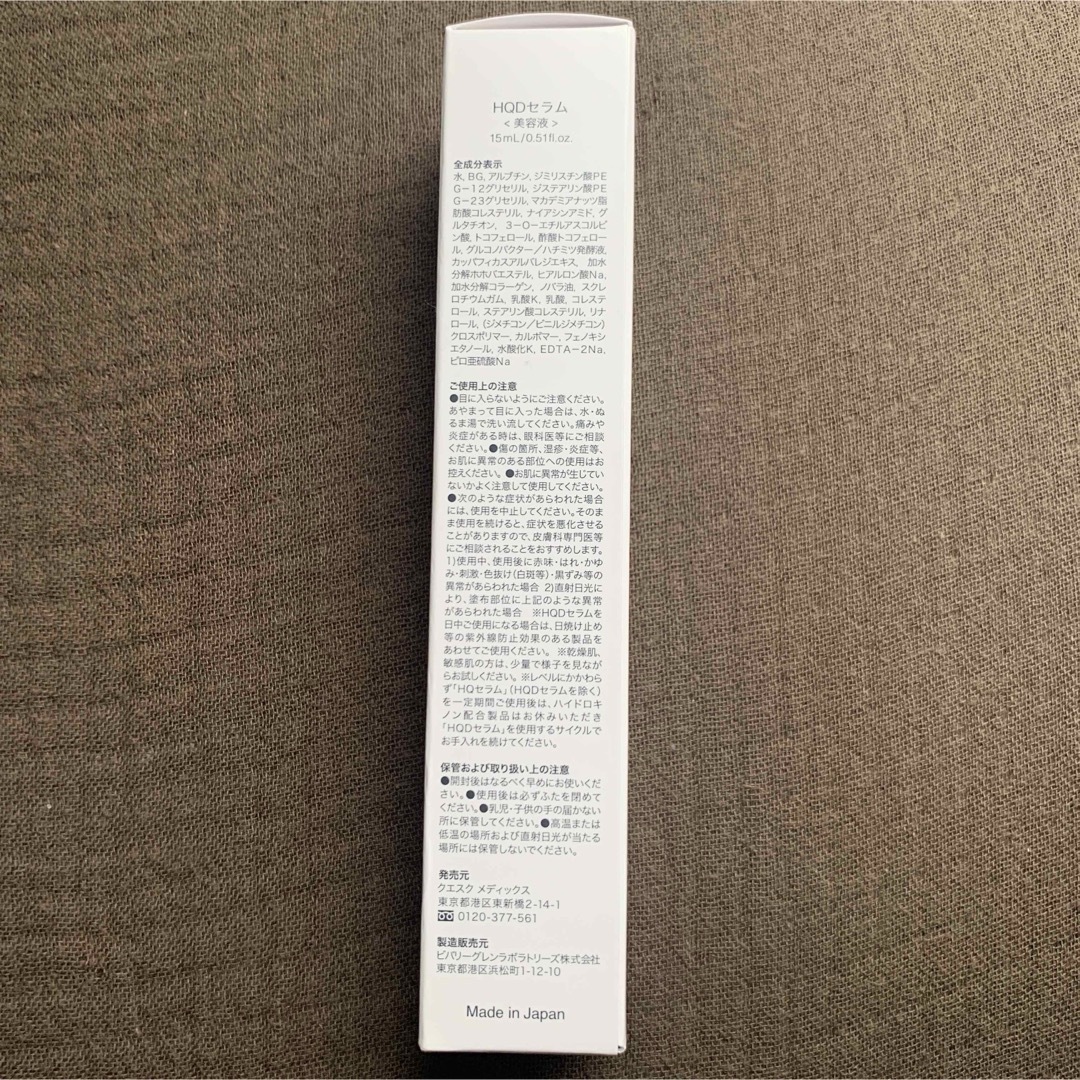 HQDセラム
< 美容液 >
15mL/0.51fl.oz.
全成分表示
水, BG, アルブチン, ジミリスチン酸PE
G－12グリセリル, ジステアリン酸PE
G－23グリセリル, マカデミアナッツ脂
肪酸コレステリル, ナイアシンアミド, グ
ルタチオン, 3－O－エチルアスコルビ
ン酸, トコフェロール, 酢酸トコフェロー
ル, グルコノバクター／ハチミツ発酵液,
カッパフィカスアルバレジエキス, 加水
分解ホホバエステル, ヒアルロン酸Na,
加水分解コラーゲン, ノバラ油, スクレ
ロチウムガム, 乳酸K, 乳酸, コレステ
ロール, ステアリン酸コレステリル, リナ
ロール, (ジメチコン／ビニルジメチコン)
クロスポリマー, カルボマー, フェノキシ
エタノール, 水酸化K, EDTA－2Na,
ピロ亜硫酸Na
ご使用上の注意
●目に入らないようにご注意ください。
あやまって目に入った場合は、水・ぬ
るま湯で洗い流してください。痛みや
炎症がある時は、眼科医等にご相談
ください。●傷の箇所、湿疹・炎症等、
お肌に異常のある部位への使用はお
控えください。●お肌に異常が生じてい
ないかよく注意して使用してください。
●次のような症状があらわれた場合
には、使用を中止してください。そのま
ま使用を続けると、症状を悪化させる
ことがありますので、皮膚科専門医等
にご相談されることをおすすめします。
1)使用中、使用後に赤味・はれ・かゆ
み・刺激・色抜け(白斑等)・黒ずみ等の
異常があらわれた場合 2)直射日光に
より、塗布部位に上記のような異常
があらわれた場合 ※HQDセラムを
日中ご使用になる場合は、日焼け止め
等の紫外線防止効果のある製品を
あわせてご使用ください。 ※乾燥肌、
敏感肌の方は、少量で様子を見なが
らお試しください。※レベルにかかわら
ず「HQセラム」(HQDセラムを除く)
を一定期間ご使用後は、ハイドロキ
ノン配合製品はお休みいただき
「HQDセラム」を使用するサイクルで
お手入れを続けてください。
保管および取り扱い上の注意
●開封後はなるべく早めにお使いくだ
さい。●使用後は必ずふたを閉めて
ください。●乳児・子供の手の届かない
所に保管してください。●高温または
低温の場所および直射日光が当たる
場所には保管しないでください。
発売元
クエスク メディックス
東京都港区東新橋2-14-1
0120-377-561
製造販売元
ビバリーグレンラボラトリーズ株式会社
東京都港区浜松町1-12-10
Made in Japan